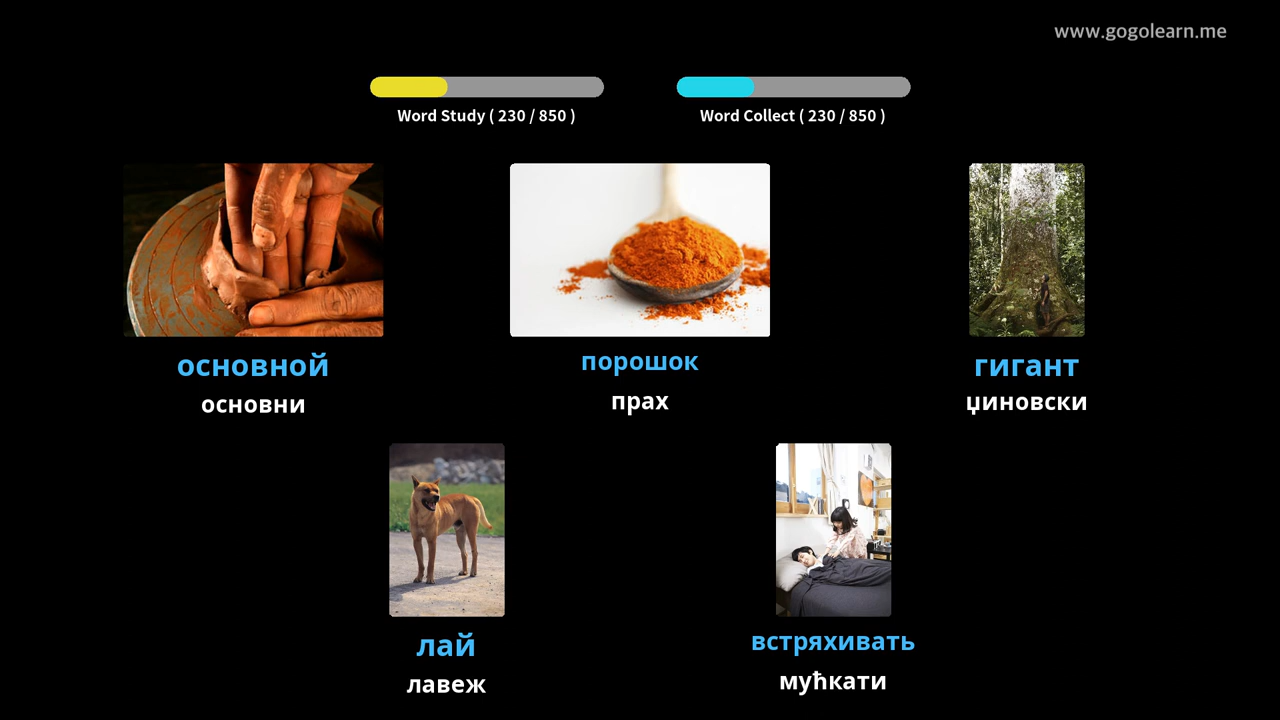 www.gogolearn.me
Word Study ( 230 / 850 )
Word Collect ( 230 / 850 )
основной
основни
порошок
прах
гигант
џиновски
лай
лавеж
встряхивать
мућкати